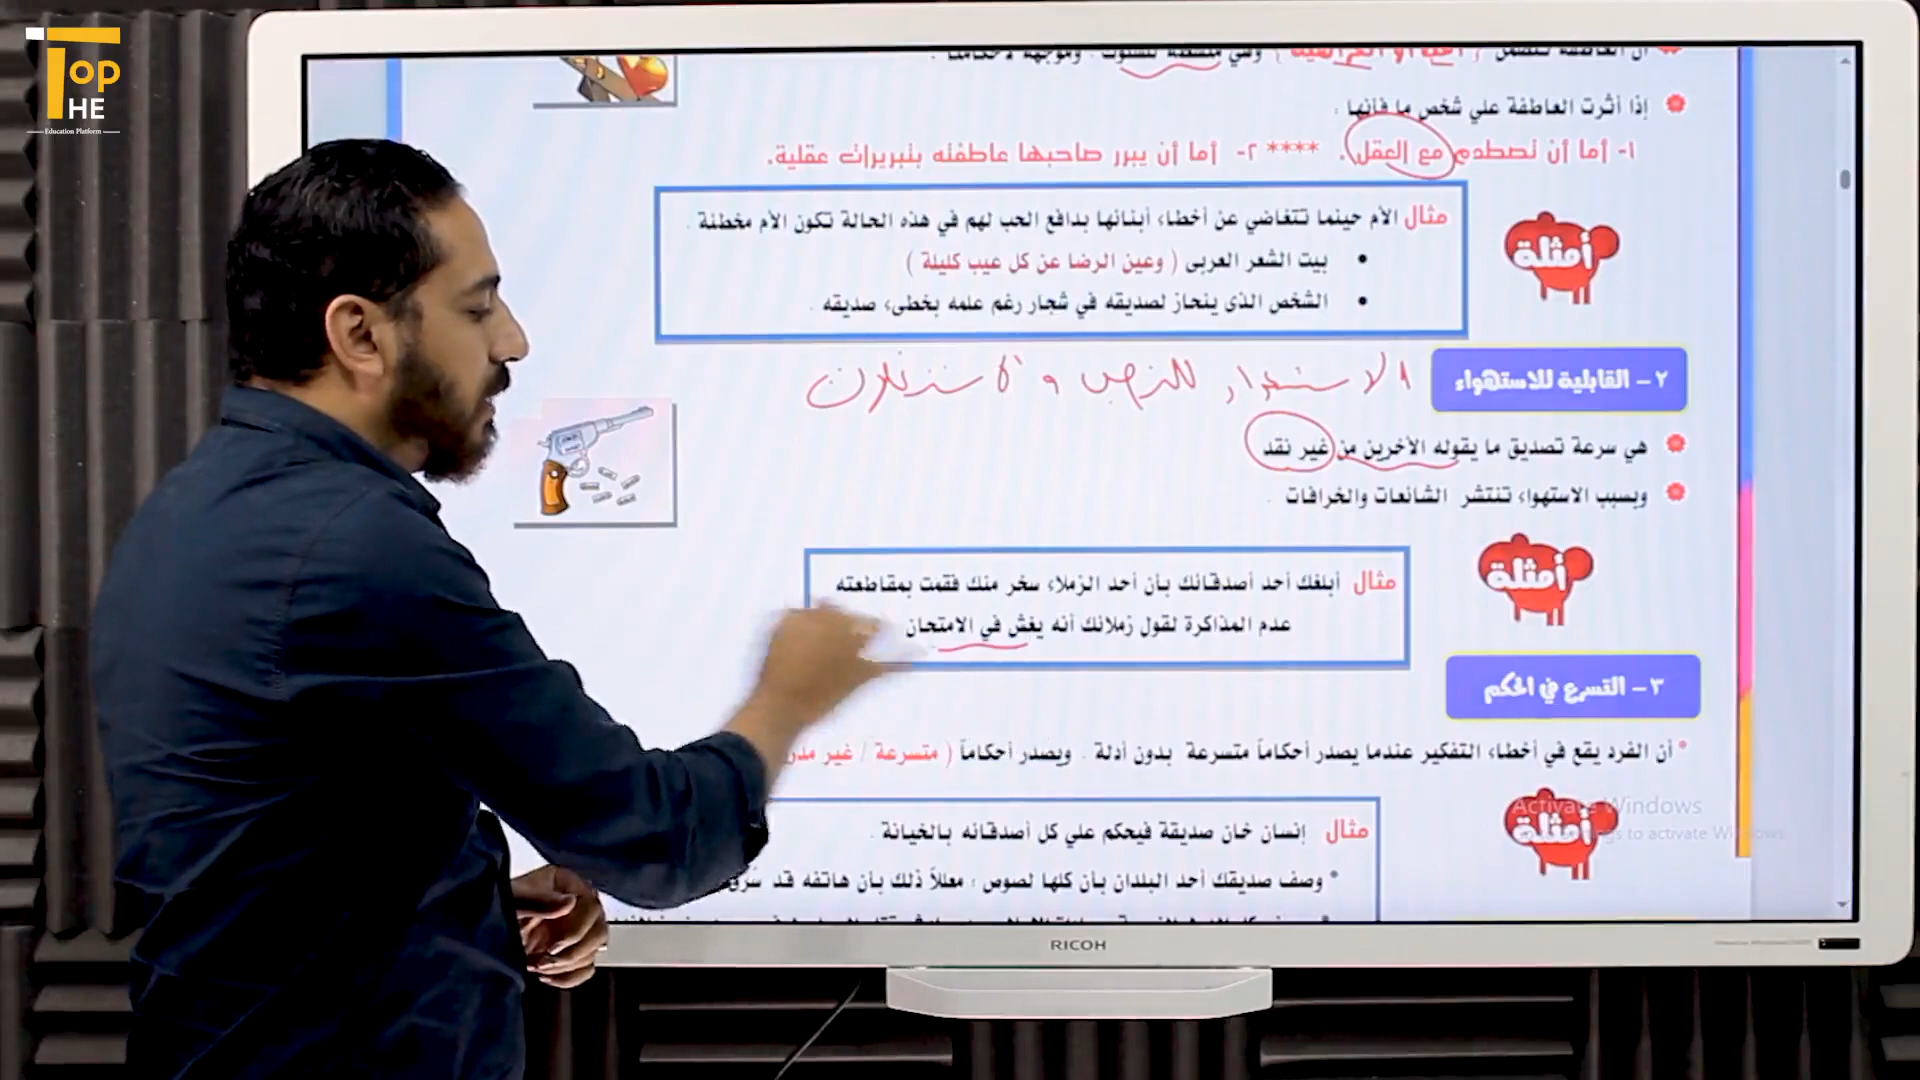 TOP
THE
Education Platform
إذا أثرت العاطفة علي شخص ما فأنها :
١- أما أن تصطدم مع العقل . **** ٢- أما أن يبرر صاحبها عاطفته بتبريرات عقلية.
أمثلة
مثال الأم حينما تتغاضي عن أخطاء أبنائها بدافع الحب لهم في هذه الحالة تكون الأم مخطئة .
• بيت الشعر العربى ( وعين الرضا عن كل عيب كليلة )
• الشخص الذى ينحاز لصديقه في شجار رغم علمه بخطىء صديقه .
٢ – القابلية للاستهواء
هي سرعة تصديق ما يقوله الأخرين من غير نقد
وبسبب الاستهواء تنتشر الشائعات والخرافات .
أمثلة
مثال أبلغك أحد أصدقائك بأن أحد الزملاء سخر منك فقمت بمقاطعته
عدم المذاكرة لقول زملائك أنه يغش في الامتحان
٣ – التسرع في الحكم
• أن الفرد يقع في أخطاء التفكير عندما يصدر أحكاماً متسرعة بدون أدلة . ويصدر أحكاماً ( متسرعة / غير
أمثلة
مثال إنسان خان صديقة فيحكم علي كل أصدقائه بالخيانة .
• وصف صديقك أحد البلدان بأن كلها لصوص ، معللاً ذلك بأن هاتفه قد
Activate Windows
RICOH